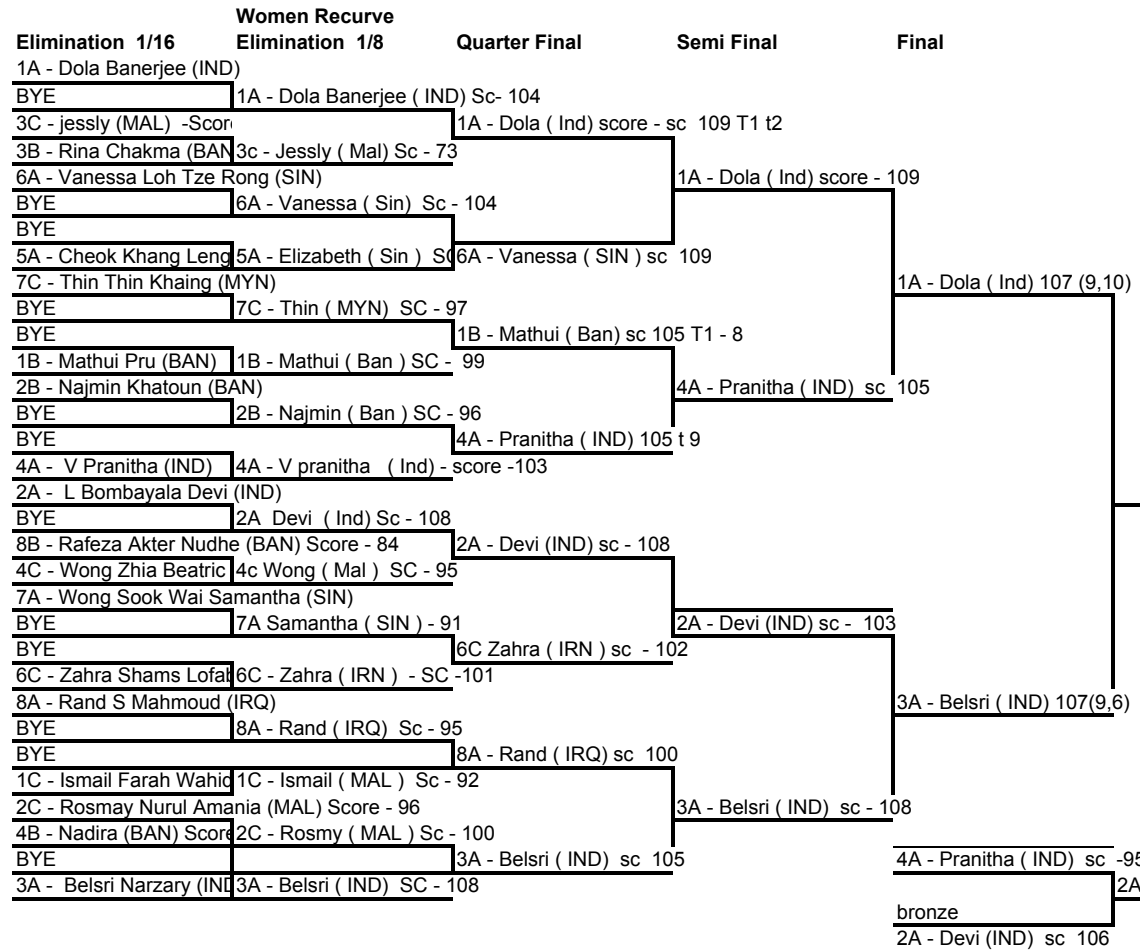 Women Recurve
Elimination 1/16 Elimination 1/8 Quarter Final Semi Final Final
1A - Dola Banerjee (IND)
BYE 1A - Dola Banerjee ( IND) Sc- 104
3C - jessly (MAL) -Scor 1A - Dola ( Ind) score - sc 109 T1 t2
3B - Rina Chakma (BAN 3c - Jessly ( Mal) Sc - 73
6A - Vanessa Loh Tze Rong (SIN) 1A - Dola ( Ind) score - 109
BYE 6A - Vanessa ( Sin) Sc - 104
BYE
5A - Cheok Khang Leng 5A - Elizabeth ( Sin ) SC 6A - Vanessa ( SIN ) sc 109
7C - Thin Thin Khaing (MYN) 1A - Dola ( Ind) 107 (9,10)
BYE 7C - Thin ( MYN) SC - 97
BYE 1B - Mathui ( Ban) sc 105 T1 - 8
1B - Mathui Pru (BAN) 1B - Mathui ( Ban ) SC - 99
2B - Najmin Khatoun (BAN) 4A - Pranitha ( IND) sc 105
BYE 2B - Najmin ( Ban ) SC - 96
BYE 4A - Pranitha ( IND) 105 t 9
4A - V Pranitha (IND) 4A - V pranitha ( Ind) - score -103
2A - L Bombayala Devi (IND)
BYE 2A Devi ( Ind) Sc - 108
8B - Rafeza Akter Nudhe (BAN) Score - 84 2A - Devi (IND) sc - 108
4C - Wong Zhia Beatric 4c Wong ( Mal ) SC - 95
7A - Wong Sook Wai Samantha (SIN)
BYE 7A Samantha ( SIN ) - 91 2A - Devi (IND) sc - 103
BYE 6C Zahra ( IRN ) sc - 102
6C - Zahra Shams Lofab 6C - Zahra ( IRN ) - SC -101
8A - Rand S Mahmoud (IRQ) 3A - Belsri ( IND) 107(9,6)
BYE 8A - Rand ( IRQ) Sc - 95
BYE 8A - Rand ( IRQ) sc 100
1C - Ismail Farah Wahid 1C - Ismail ( MAL ) Sc - 92
2C - Rosmay Nurul Amania (MAL) Score - 96 3A - Belsri ( IND) sc - 108
4B - Nadira (BAN) Score 2C - Rosmy ( MAL ) Sc - 100
BYE 3A - Belsri ( IND) sc 105 4A - Pranitha ( IND) sc -95
3A - Belsri Narzary (IND 3A - Belsri ( IND) SC - 108 2A
bronze
2A - Devi (IND) sc 106